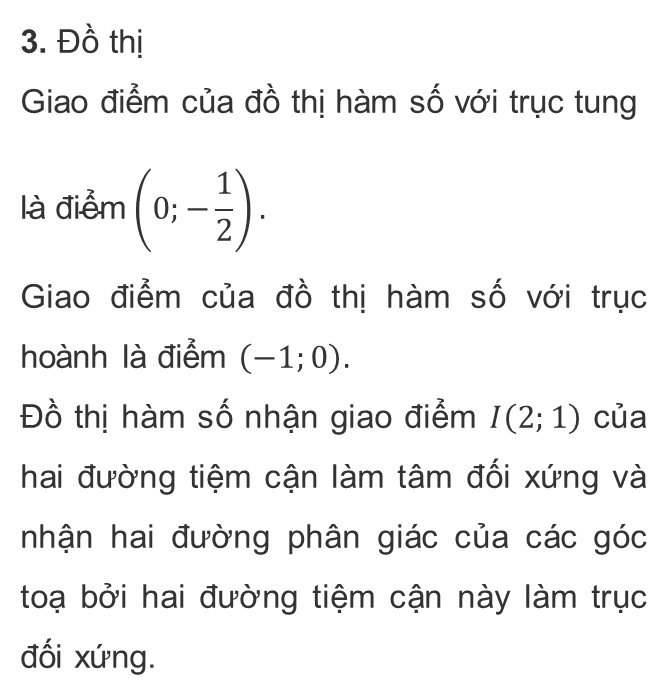 3. Đồ thị
Giao điểm của đồ thị hàm số với trục tung
là điểm (0; −1/2).
Giao điểm của đồ thị hàm số với trục
hoành là điểm (−1; 0).
Đồ thị hàm số nhận giao điểm I(2; 1) của
hai đường tiệm cận làm tâm đối xứng và
nhận hai đường phân giác của các góc
toạ bởi hai đường tiệm cận này làm trục
đối xứng.